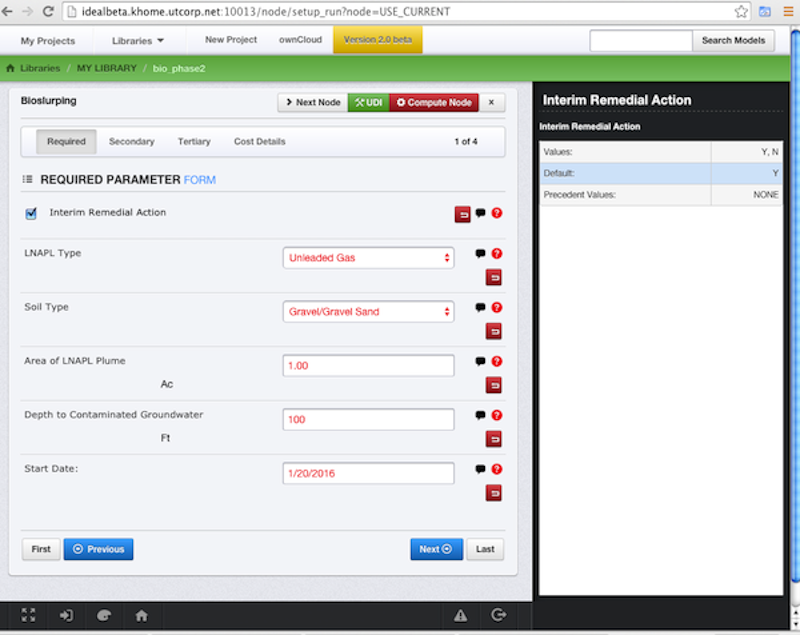 idealbeta.khome.utcorp.net:10013/node/setup_run?node=USE_CURRENT
My Projects Libraries New Project ownCloud Version 2.0 beta Search Models
Libraries / MY LIBRARY / bio_phase2
Bioslurping Next Node UDI Compute Node x
Required Secondary Tertiary Cost Details 1 of 4
REQUIRED PARAMETER FORM
Interim Remedial Action
LNAPL Type Unleaded Gas
Soil Type Gravel/Gravel Sand
Area of LNAPL Plume 1.00
Ac
Depth to Contaminated Groundwater 100
Ft
Start Date: 1/20/2016
First Previous Next Last
Interim Remedial Action
Interim Remedial Action
Values: Y, N
Default: Y
Precedent Values: NONE